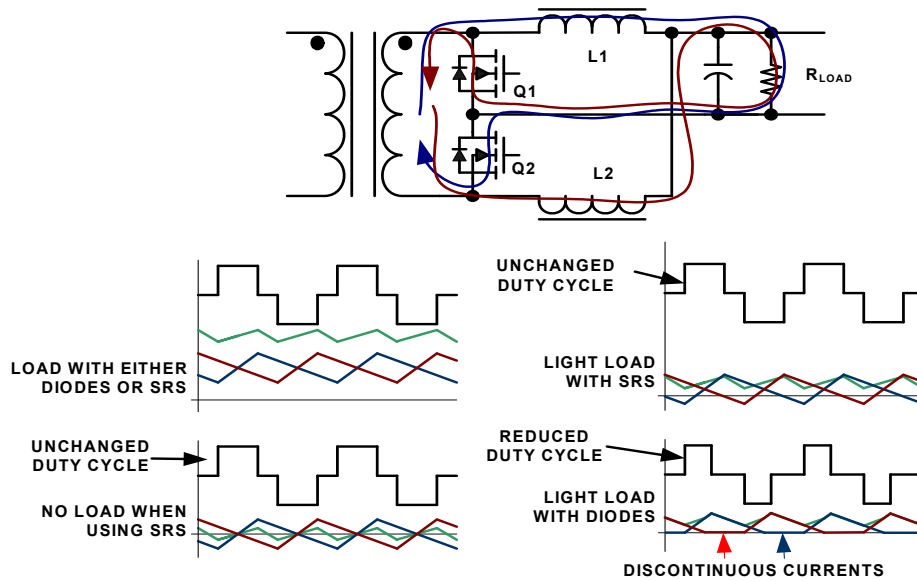 L1
Q1
RLOAD
Q2
L2
UNCHANGED
DUTY CYCLE
LOAD WITH EITHER
DIODES OR SRS
LIGHT LOAD
WITH SRS
UNCHANGED
DUTY CYCLE
NO LOAD WHEN
USING SRS
REDUCED
DUTY CYCLE
LIGHT LOAD
WITH DIODES
DISCONTINUOUS CURRENTS